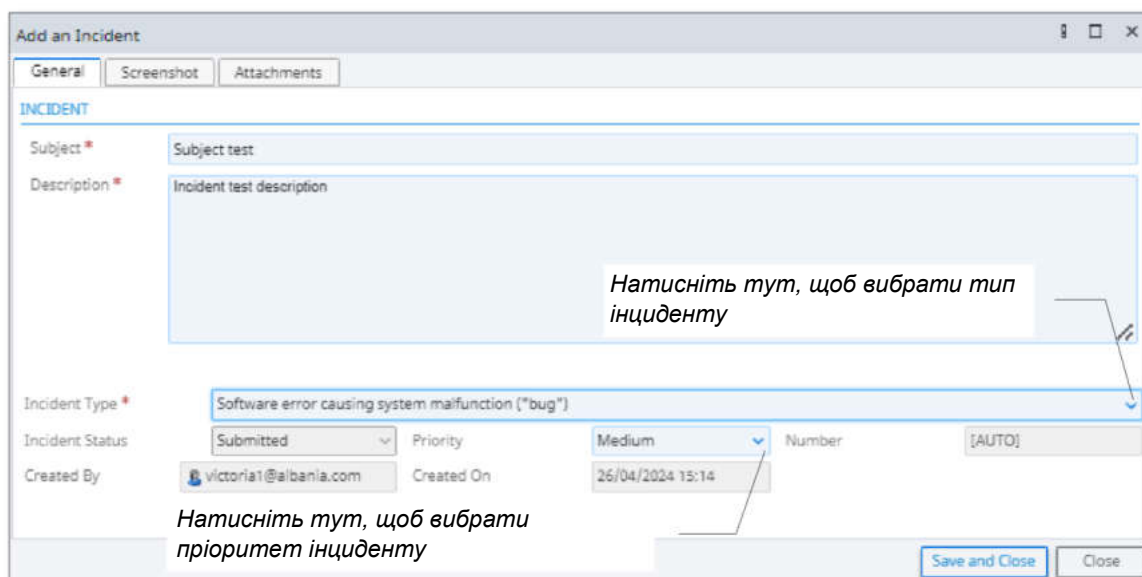 Add an Incident
General Screenshot Attachments
INCIDENT
Subject * Subject test
Description * Incident test description
Натисніть тут, щоб вибрати тип
інциденту
Incident Type * Software error causing system malfunction ("bug")
Incident Status Submitted Priority Medium Number [AUTO]
Created By victoria1@albania.com Created On 26/04/2024 15:14
Натисніть тут, щоб вибрати
пріоритет інциденту
Save and Close Close